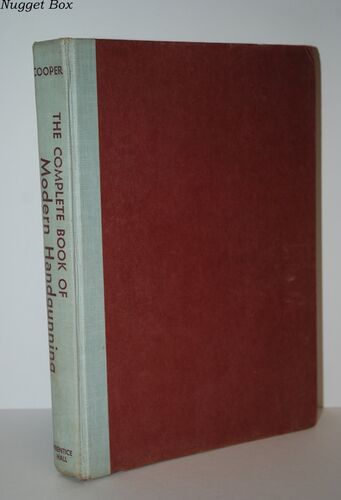 Nugget Box
COOPER
THE COMPLETE BOOK OF
Modern Handgunning
PRENTICE
HALL